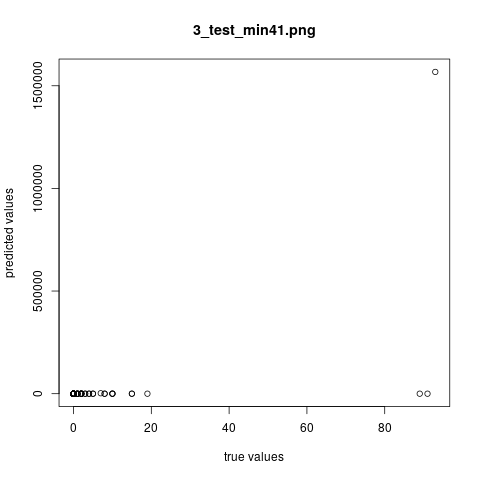 3_test_min41.png
predicted values
1500000
1000000
500000
0
0 20 40 60 80
true values